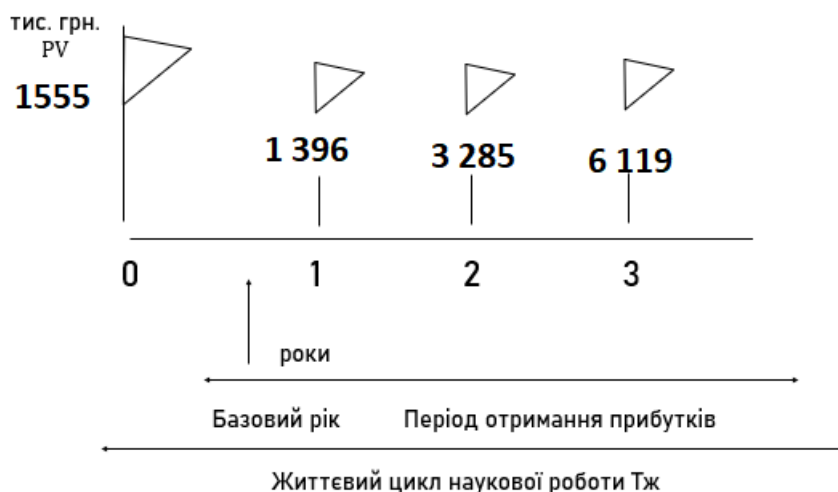 тис. грн.
PV
1555
1 396 3 285 6 119
0 1 2 3
роки
Базовий рік Період отримання прибутків
Життєвий цикл наукової роботи Тж